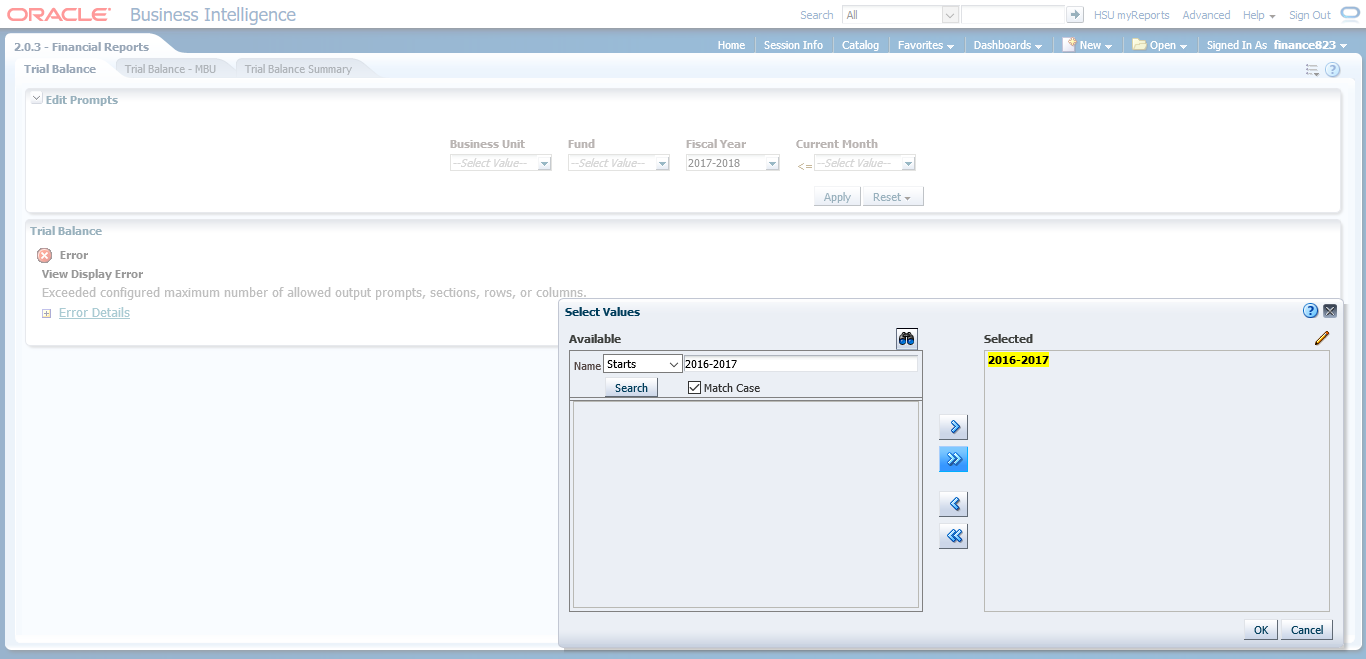 ORACLE Business Intelligence Search All HSU myReports Advanced Help Sign Out
2.0.3 - Financial Reports Home Session Info Catalog Favorites Dashboards New Open Signed In As finance823
Trial Balance Trial Balance - MBU Trial Balance Summary
Edit Prompts
Business Unit Fund Fiscal Year Current Month
--Select Value-- --Select Value-- 2017-2018 <= --Select Value--
Apply Reset
Trial Balance
Error
View Display Error
Exceeded configured maximum number of allowed output prompts, sections, rows, or columns.
Error Details
Select Values
Available Selected
Name Starts 2016-2017 2016-2017
Search Match Case
OK Cancel